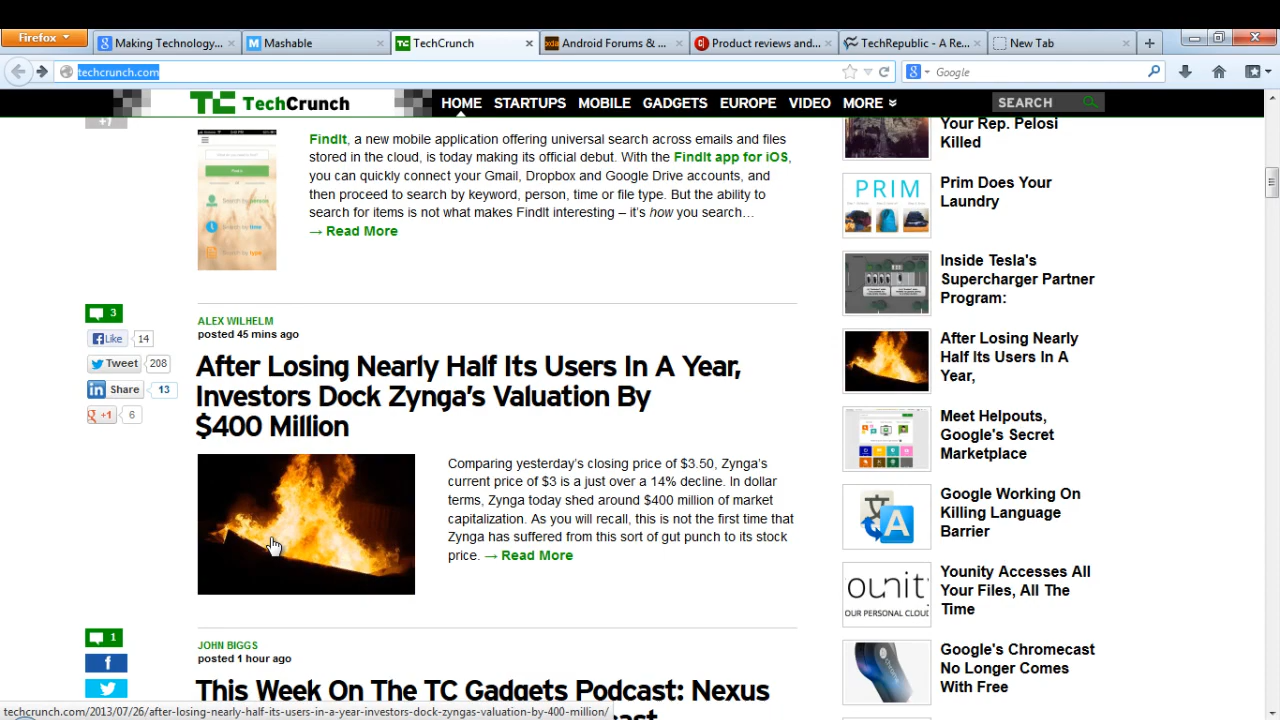 Firefox
Making Technology...
Mashable
TechCrunch
Android Forums & ...
Product reviews and...
TechRepublic - A Re...
New Tab
techcrunch.com
Google
TechCrunch
HOME STARTUPS MOBILE GADGETS EUROPE VIDEO MORE
SEARCH
+1
FindIt, a new mobile application offering universal search across emails and files
stored in the cloud, is today making its official debut. With the FindIt app for iOS,
you can quickly connect your Gmail, Dropbox and Google Drive accounts, and
then proceed to search by keyword, person, time or file type. But the ability to
search for items is not what makes FindIt interesting – it's how you search…
→ Read More
Search by person
Search by time
Search by type
3
Like 14
Tweet 208
Share 13
+1 6
ALEX WILHELM
posted 45 mins ago
After Losing Nearly Half Its Users In A Year,
Investors Dock Zynga's Valuation By
$400 Million
Comparing yesterday's closing price of $3.50, Zynga's
current price of $3 is a just over a 14% decline. In dollar
terms, Zynga today shed around $400 million of market
capitalization. As you will recall, this is not the first time that
Zynga has suffered from this sort of gut punch to its stock
price. → Read More
1
JOHN BIGGS
posted 1 hour ago
This Week On The TC Gadgets Podcast: Nexus
Your Rep. Pelosi
Killed
PRIM
Prim Does Your
Laundry
Inside Tesla's
Supercharger Partner
Program:
After Losing Nearly
Half Its Users In A
Year,
Meet Helpouts,
Google's Secret
Marketplace
Google Working On
Killing Language
Barrier
A
ounit
OUR PERSONAL CLOUD
Younity Accesses All
Your Files, All The
Time
Google's Chromecast
No Longer Comes
With Free
techcrunch.com/2013/07/26/after-losing-nearly-half-its-users-in-a-year-investors-dock-zyngas-valuation-by-400-million/